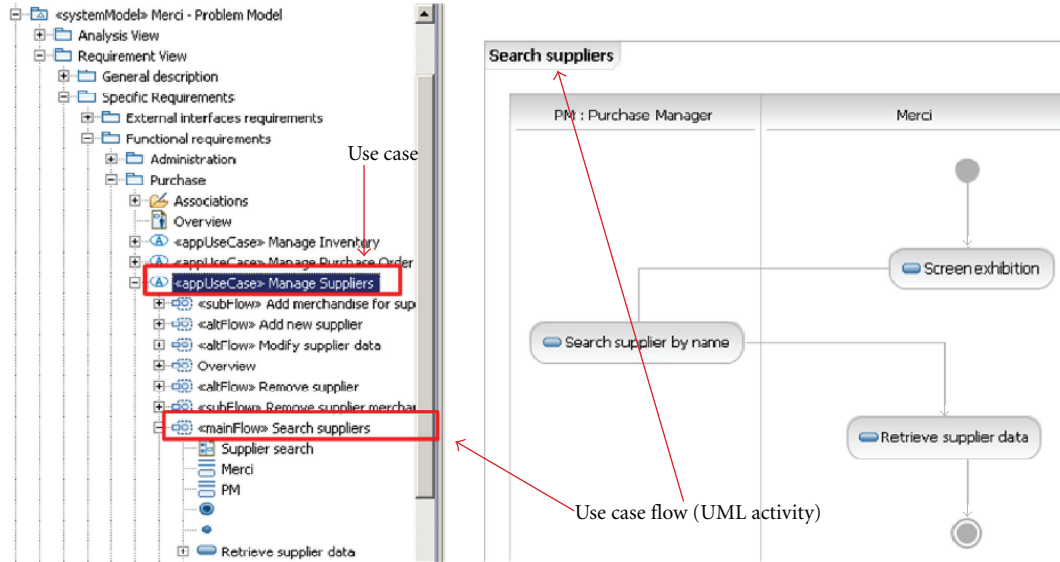 «systemModel» Merci - Problem Model
Analysis View
Requirement View
General description
Specific Requirements
External interfaces requirements
Functional requirements
Administration
Use case
Purchase
Associations
Overview
«appUseCase» Manage Inventory
«appUseCase» Manage Purchase Order
«appUseCase» Manage Suppliers
«subFlow» Add merchandise for sup
«altFlow» Add new supplier
«altFlow» Modify supplier data
Overview
«altFlow» Remove supplier
«subFlow» Remove supplier merchan
«mainFlow» Search suppliers
Supplier search
Merci
PM
Retrieve supplier data
Search suppliers
PM : Purchase Manager
Merci
Screen exhibition
Search supplier by name
Retrieve supplier data
Use case flow (UML activity)